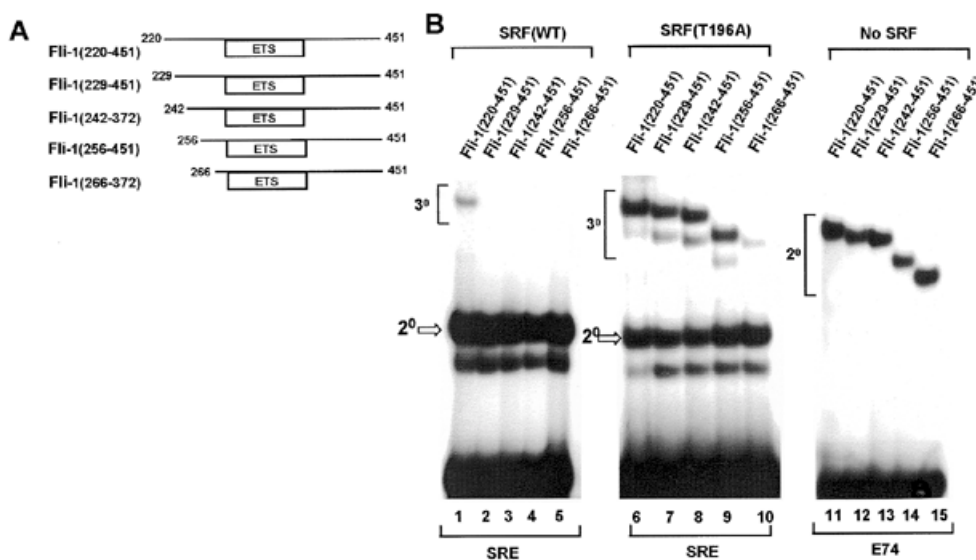 A
Fli-1(220-451) 220 ETS 451
Fli-1(229-451) 229 ETS 451
Fli-1(242-372) 242 ETS 451
Fli-1(256-451) 256 ETS 451
Fli-1(266-372) 266 ETS 451
B
SRF(WT)
Fli-1(220-451)
Fli-1(229-451)
Fli-1(242-451)
Fli-1(256-451)
Fli-1(266-451)
3⁰
2⁰
1 2 3 4 5
SRE
SRF(T196A)
Fli-1(220-451)
Fli-1(229-451)
Fli-1(242-451)
Fli-1(256-451)
Fli-1(266-451)
3⁰
2⁰
6 7 8 9 10
SRE
No SRF
Fli-1(220-451)
Fli-1(229-451)
Fli-1(242-451)
Fli-1(256-451)
Fli-1(266-451)
2⁰
11 12 13 14 15
E74